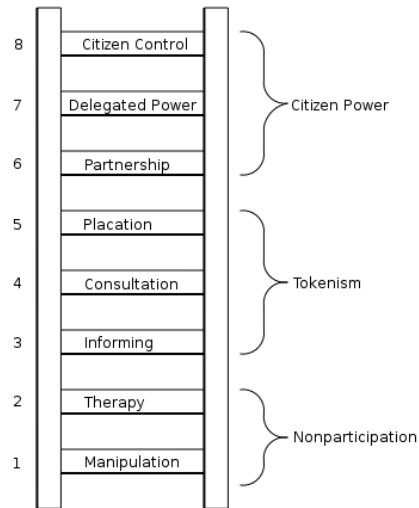 8 Citizen Control
7 Delegated Power
Citizen Power
6 Partnership
5 Placation
4 Consultation
Tokenism
3 Informing
2 Therapy
Nonparticipation
1 Manipulation